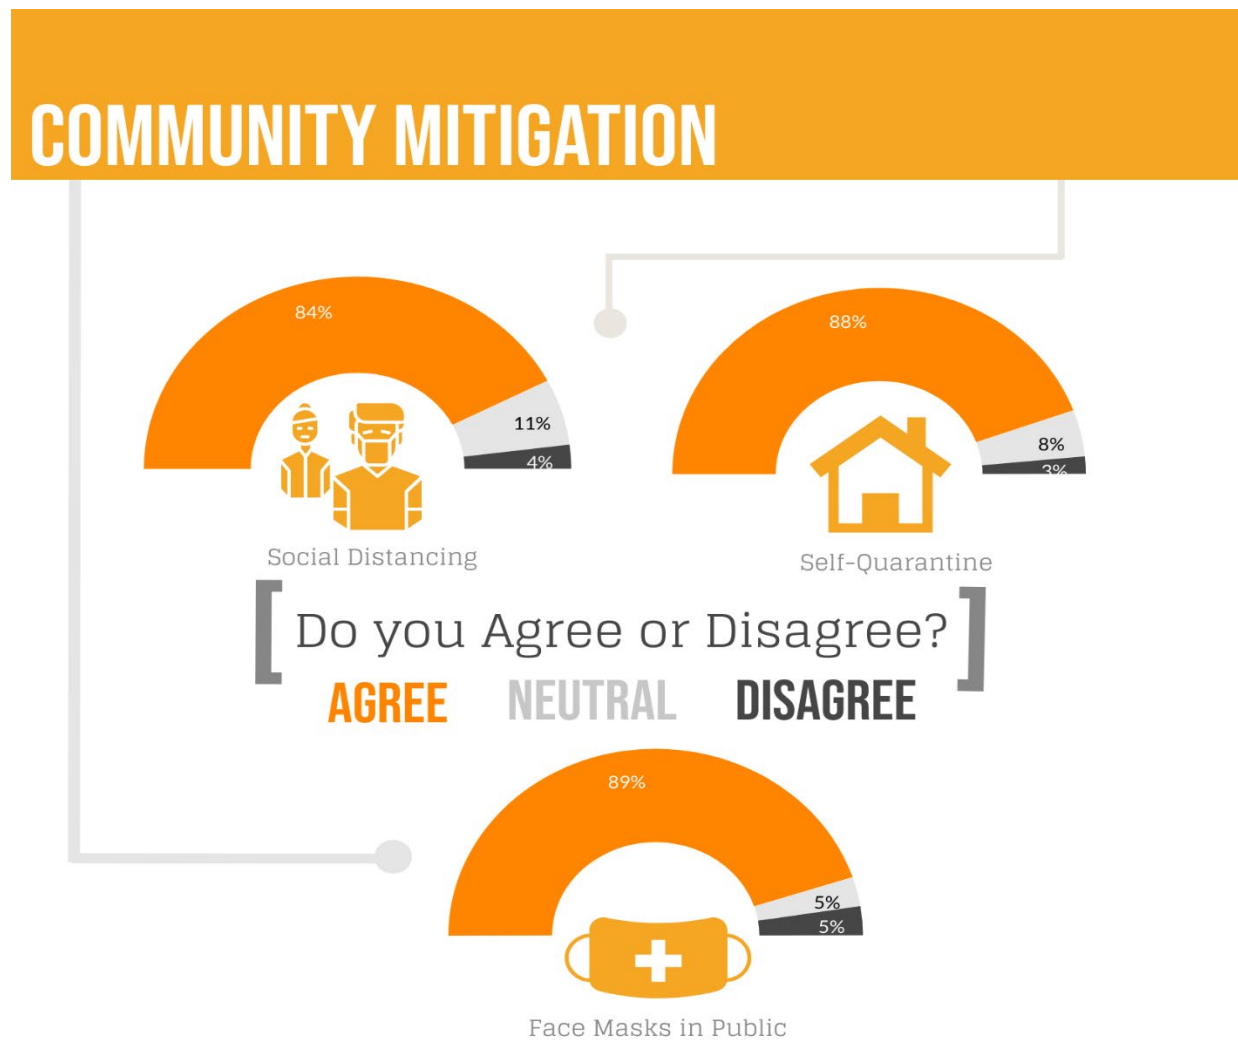 COMMUNITY MITIGATION
84%
11%
4%
Social Distancing
88%
8%
3%
Self-Quarantine
[Do you Agree or Disagree?]
AGREE NEUTRAL DISAGREE
89%
5%
5%
Face Masks in Public